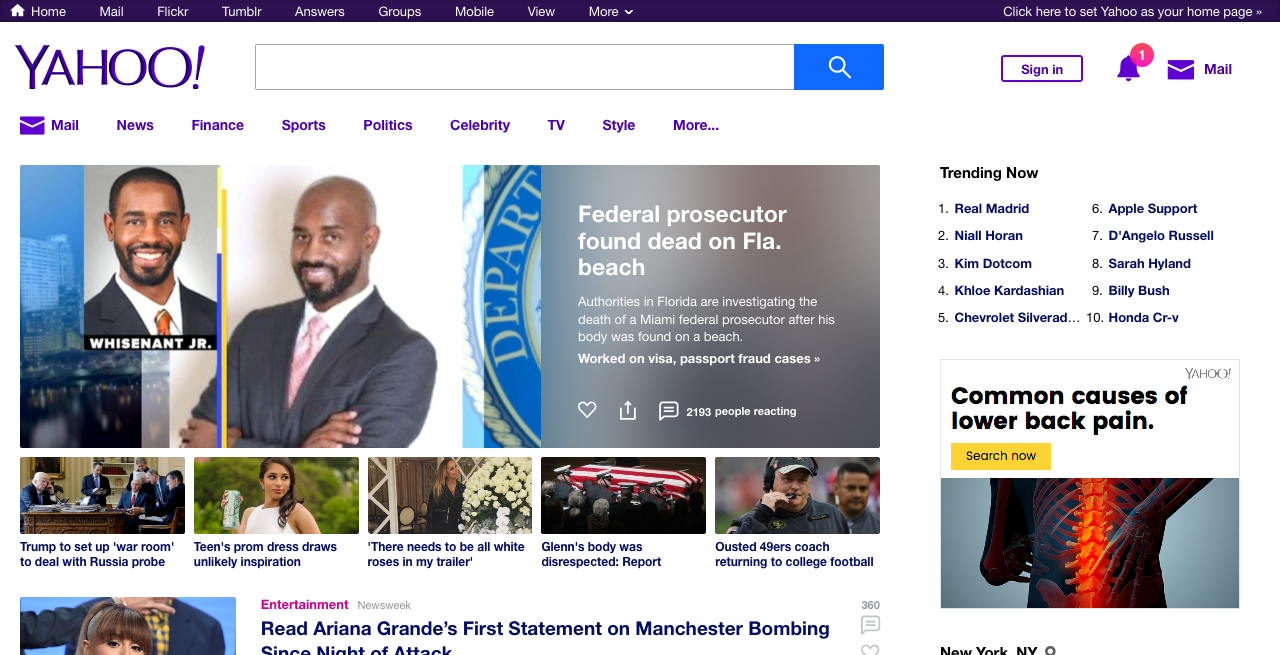 Home Mail Flickr Tumblr Answers Groups Mobile View More
Click here to set Yahoo as your home page »
YAHOO!
Sign in
1
Mail
Mail News Finance Sports Politics Celebrity TV Style More...
WHISENANT JR.
DEPART
Federal prosecutor
found dead on Fla.
beach
Authorities in Florida are investigating the
death of a Miami federal prosecutor after his
body was found on a beach.
Worked on visa, passport fraud cases »
2193 people reacting
Trump to set up 'war room'
to deal with Russia probe
Teen's prom dress draws
unlikely inspiration
'There needs to be all white
roses in my trailer'
Glenn's body was
disrespected: Report
Ousted 49ers coach
returning to college football
Entertainment Newsweek
360
Read Ariana Grande’s First Statement on Manchester Bombing
Since Night of Attack
Trending Now
1. Real Madrid
2. Niall Horan
3. Kim Dotcom
4. Khloe Kardashian
5. Chevrolet Silverad...
6. Apple Support
7. D'Angelo Russell
8. Sarah Hyland
9. Billy Bush
10. Honda Cr-v
YAHOO!
Common causes of
lower back pain.
Search now
New York, NY